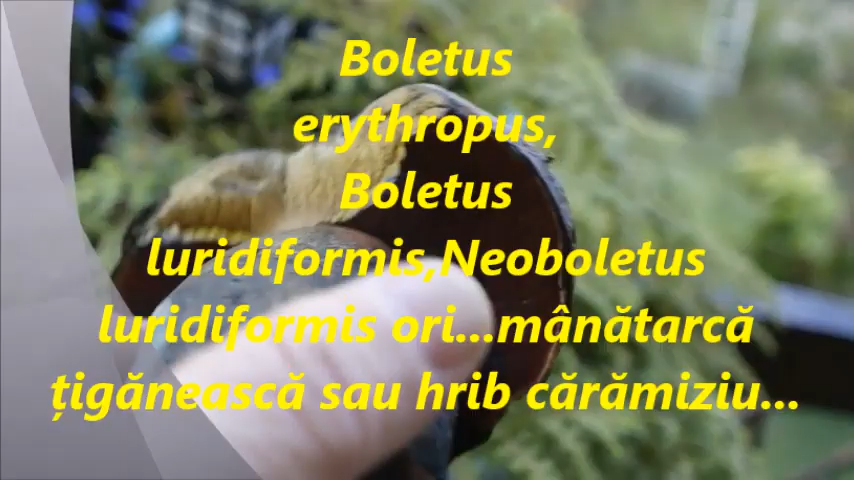 Boletus
erythropus,
Boletus
luridiformis,Neoboletus
luridiformis ori...mânătarcă
țigănească sau hrib cărămiziu...